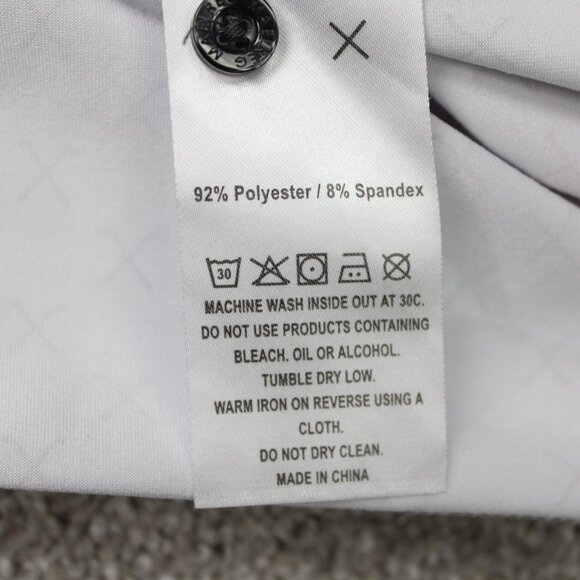 92% Polyester / 8% Spandex
30
MACHINE WASH INSIDE OUT AT 30C.
DO NOT USE PRODUCTS CONTAINING
BLEACH. OIL OR ALCOHOL.
TUMBLE DRY LOW.
WARM IRON ON REVERSE USING A
CLOTH.
DO NOT DRY CLEAN.
MADE IN CHINA